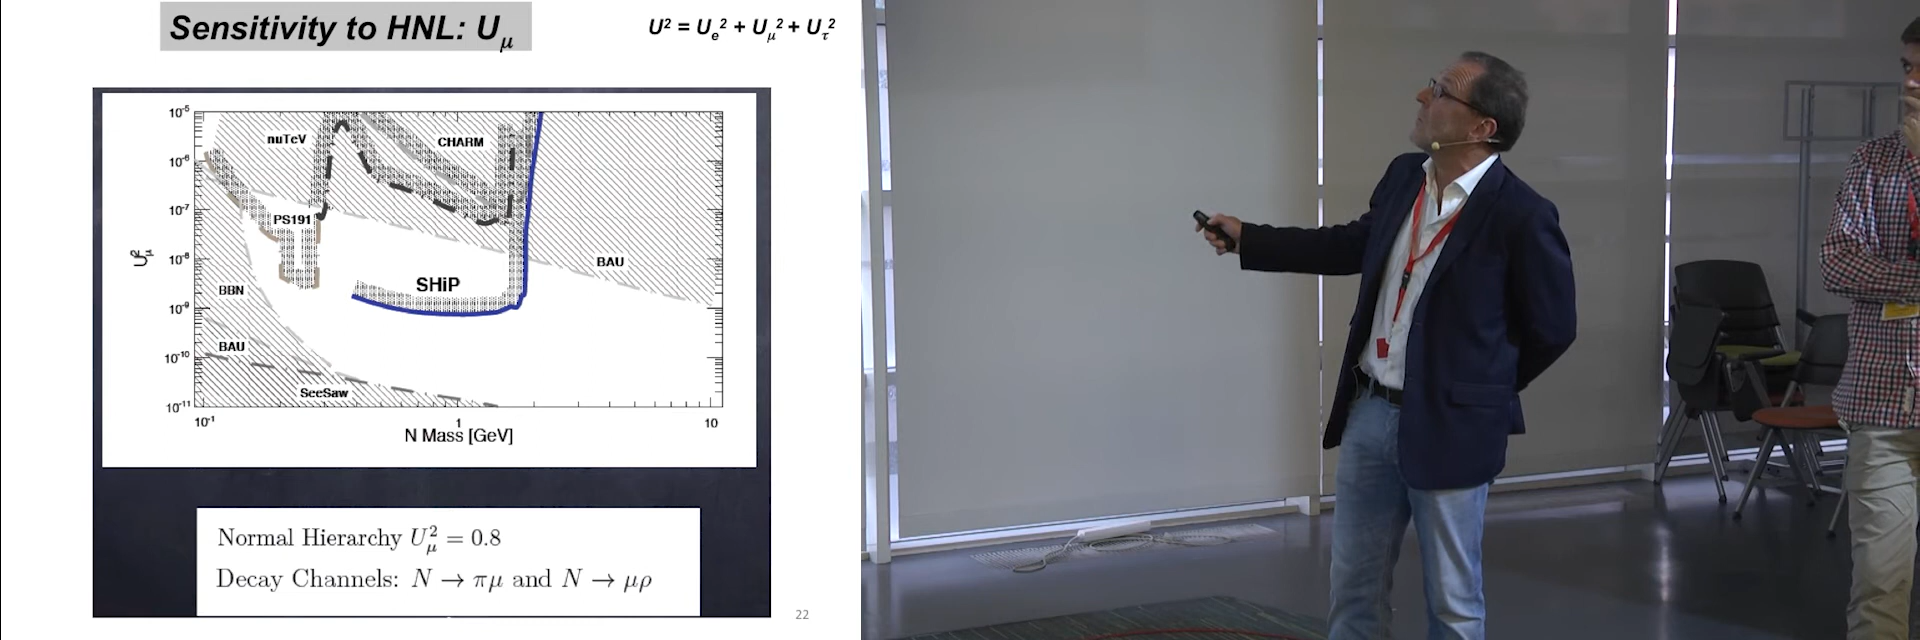 Sensitivity to HNL: Uμ
U² = Ue² + Uμ² + Uτ²
10⁻⁵
nuTeV
CHARM
10⁻⁶
10⁻⁷
PS191
U²μ
10⁻⁸
BAU
BBN
SHiP
10⁻⁹
BAU
10⁻¹⁰
SeeSaw
10⁻¹¹
10⁻¹ 1 10
N Mass [GeV]
Normal Hierarchy U²μ = 0.8
Decay Channels: N → πμ and N → μρ
22